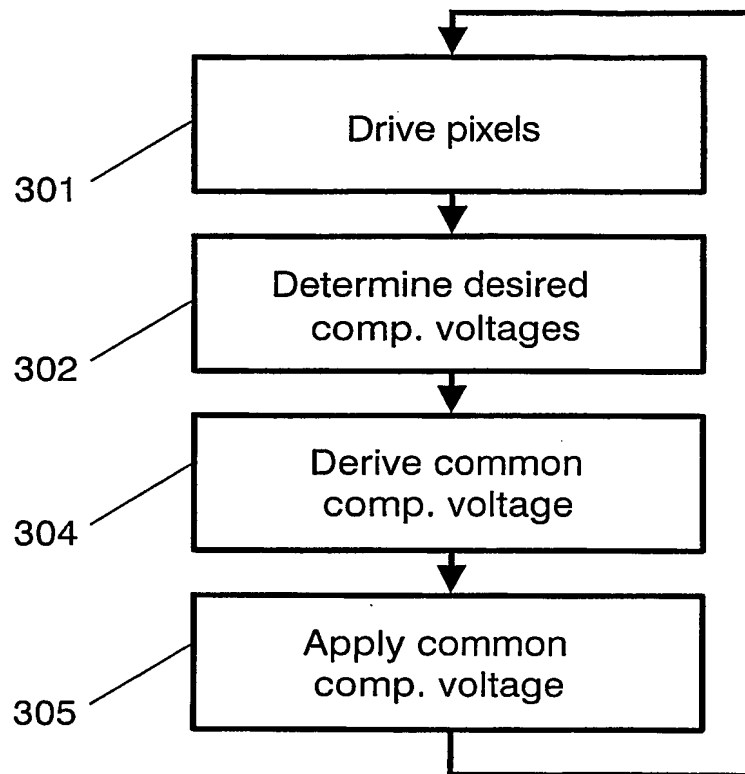 Drive pixels
301
Determine desired
comp. voltages
302
Derive common
comp. voltage
304
Apply common
comp. voltage
305